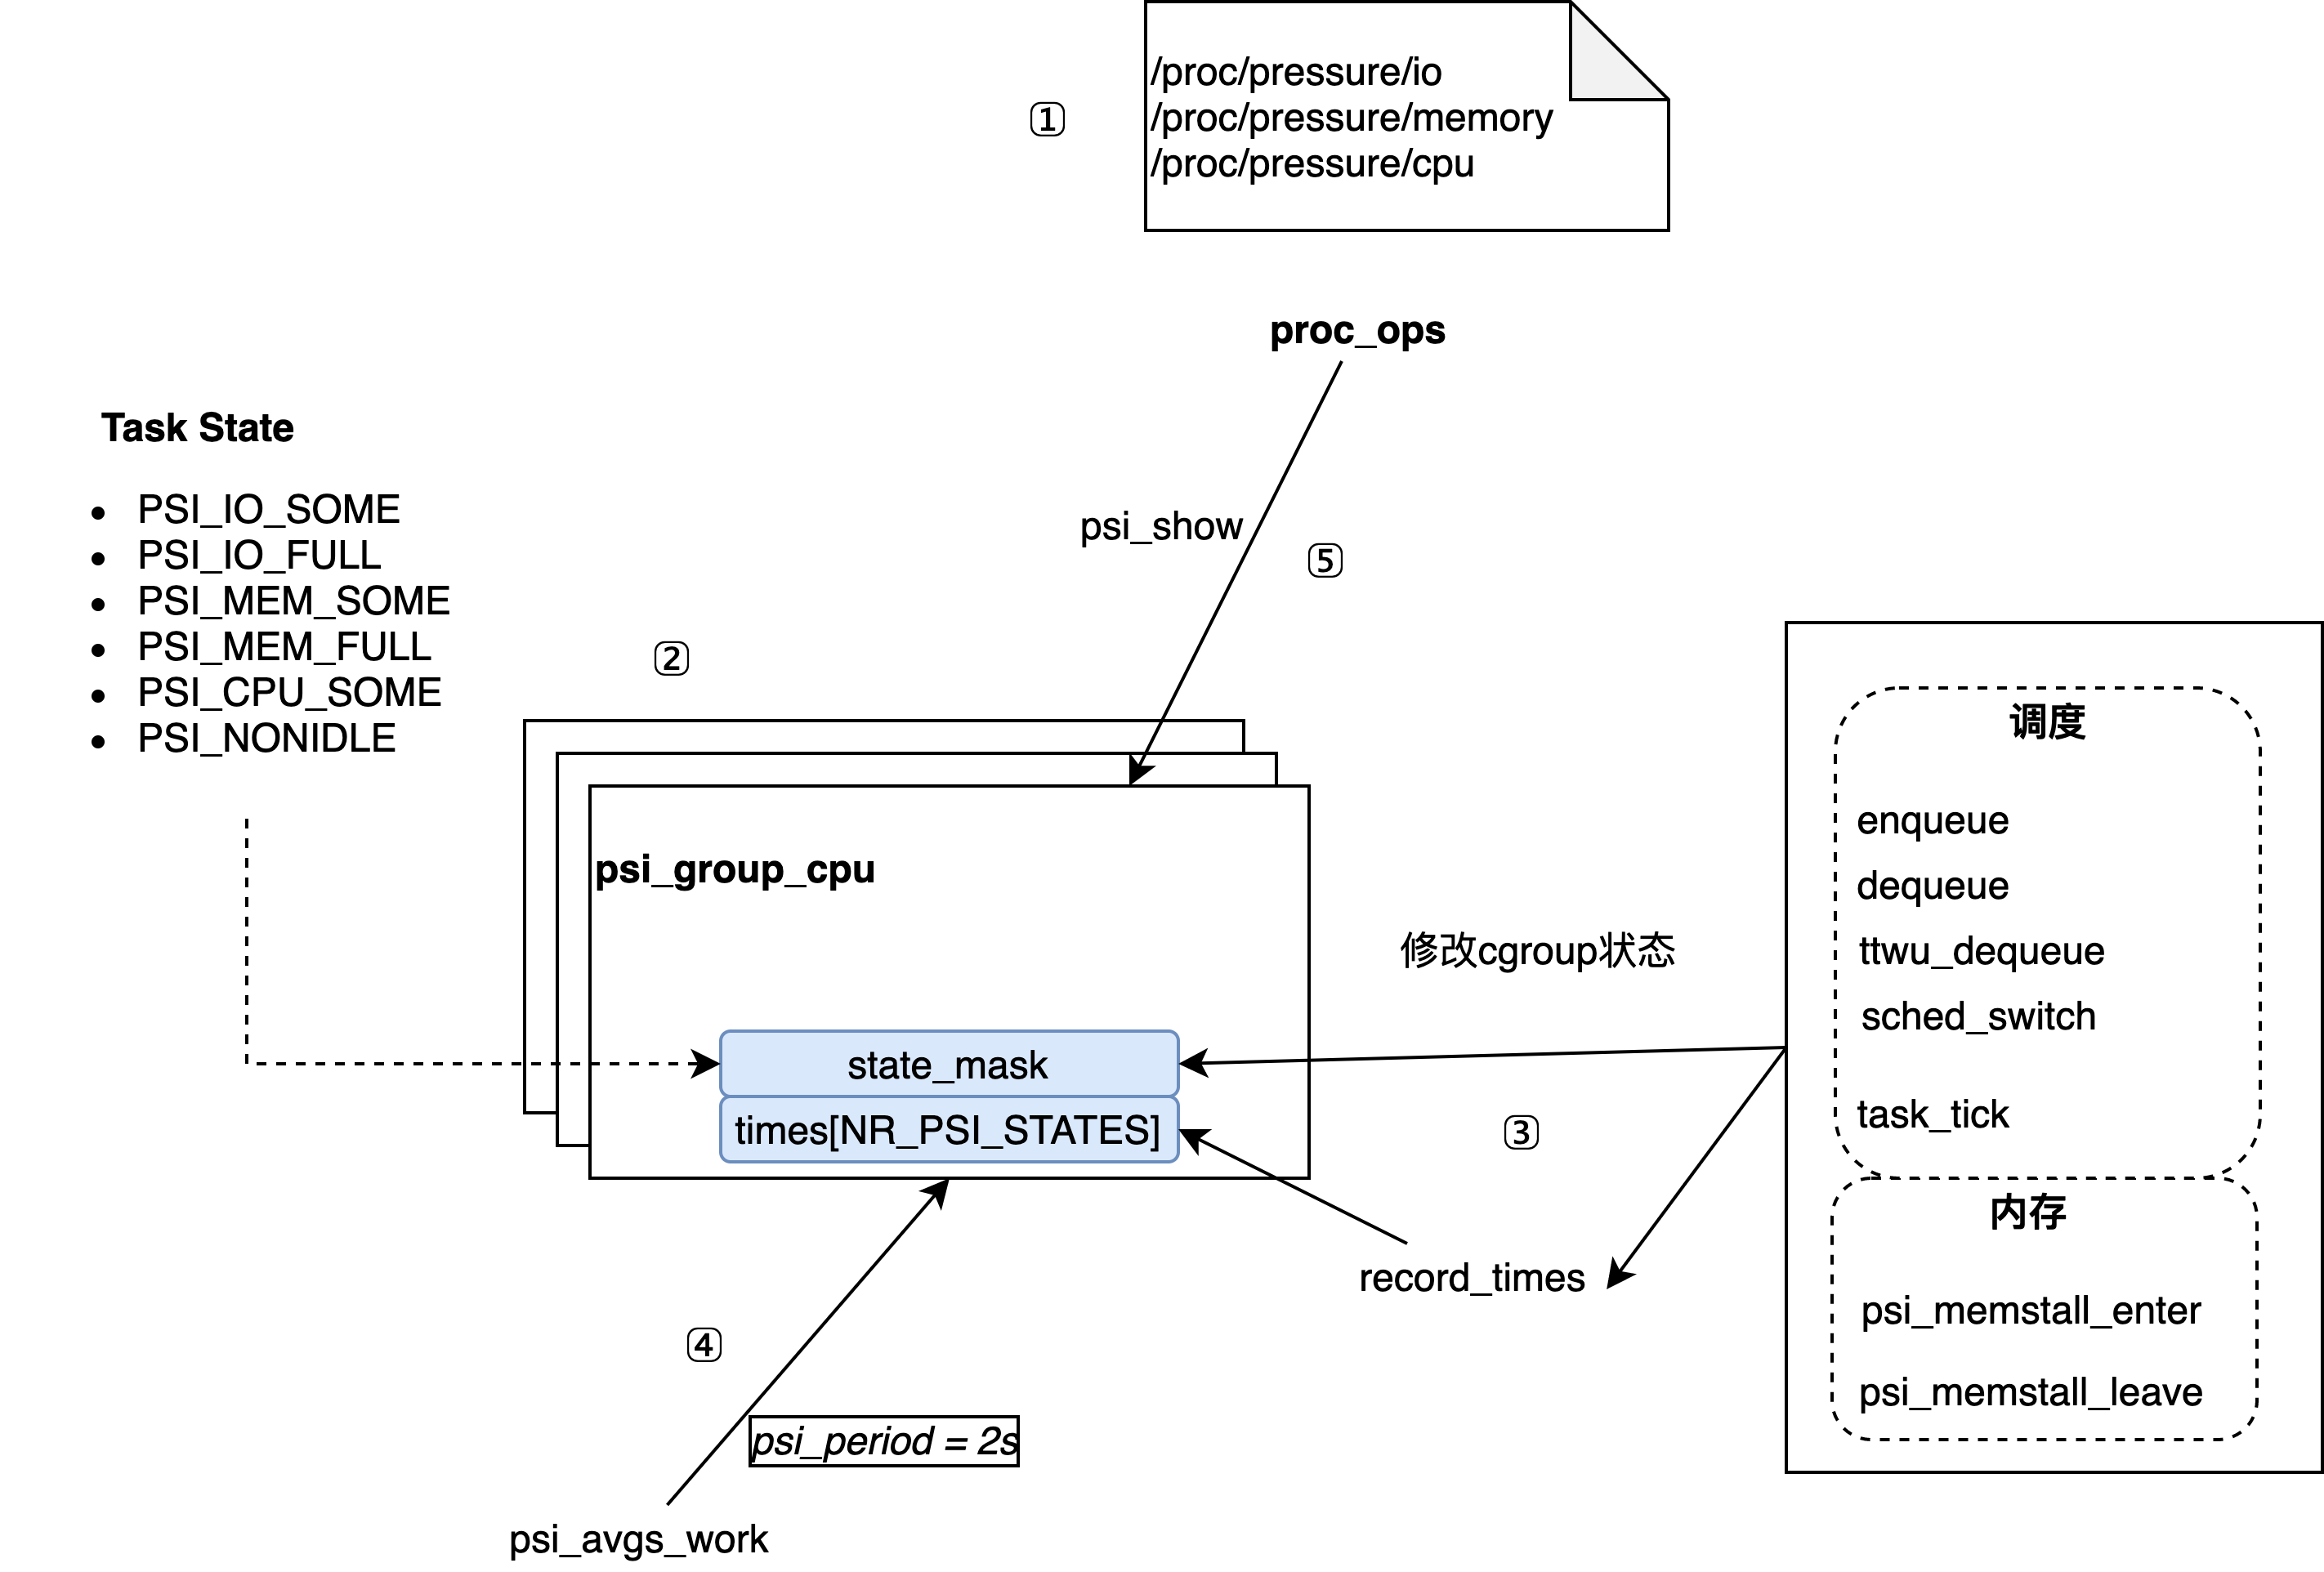 /proc/pressure/io
/proc/pressure/memory
/proc/pressure/cpu
1
proc_ops
Task State
PSI_IO_SOME
PSI_IO_FULL
PSI_MEM_SOME
PSI_MEM_FULL
PSI_CPU_SOME
PSI_NONIDLE
psi_show
5
2
psi_group_cpu
state_mask
times[NR_PSI_STATES]
修改cgroup状态
3
record_times
调度
enqueue
dequeue
ttwu_dequeue
sched_switch
task_tick
内存
psi_memstall_enter
psi_memstall_leave
4
psi_period = 2s
psi_avgs_work